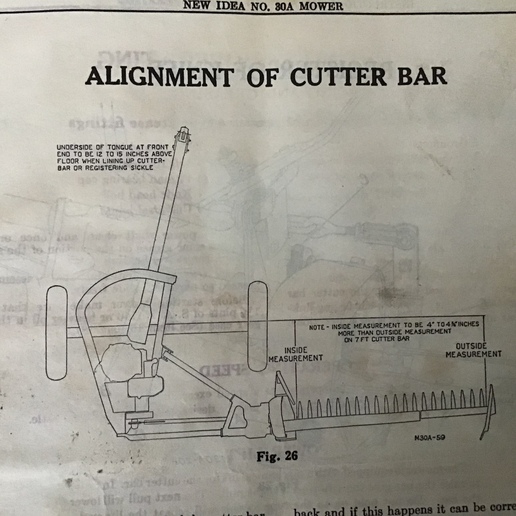 NEW IDEA NO. 30A MOWER
ALIGNMENT OF CUTTER BAR
UNDERSIDE OF TONGUE AT FRONT
END TO BE 12 TO 15 INCHES ABOVE
FLOOR WHEN LINING UP CUTTER-
BAR OR REGISTERING SICKLE
NOTE - INSIDE MEASUREMENT TO BE 4" TO 4¾ INCHES
MORE THAN OUTSIDE MEASUREMENT
ON 7 FT CUTTER BAR
INSIDE
MEASUREMENT
OUTSIDE
MEASUREMENT
N30A-50
Fig. 26
back and if this happens it can be corre